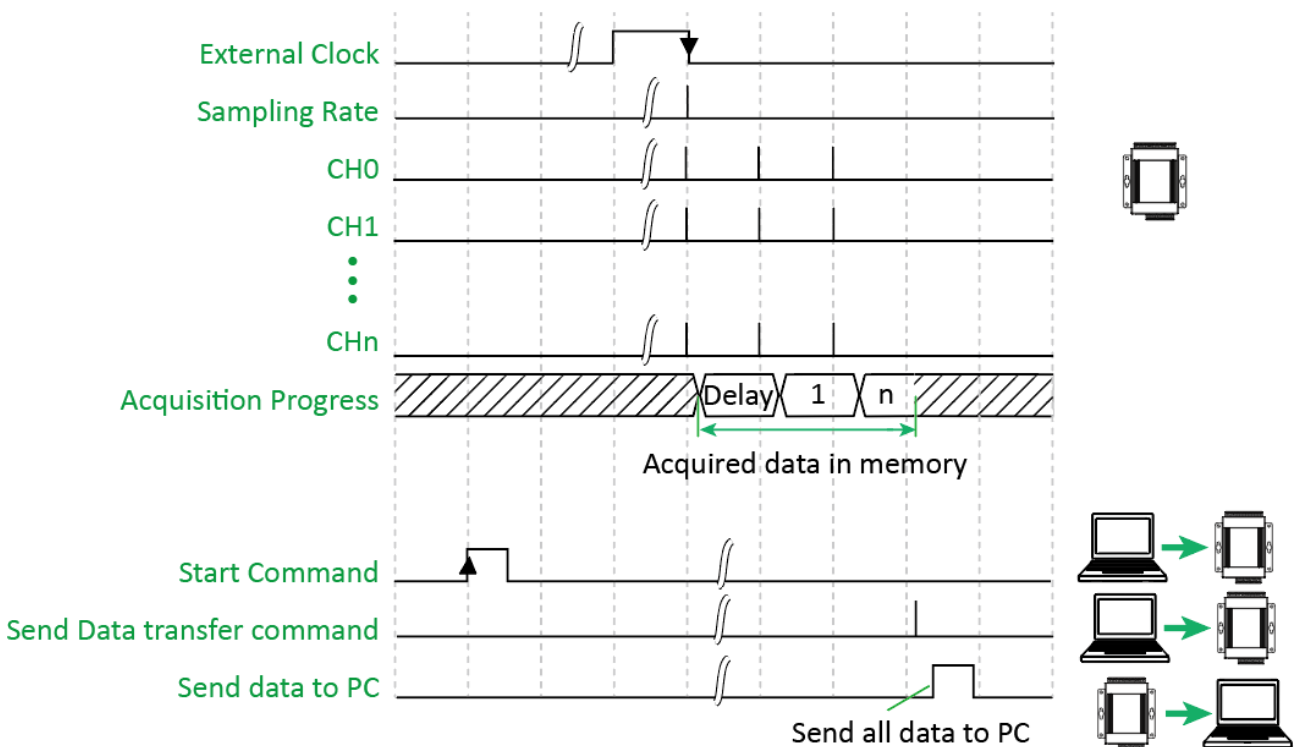 External Clock
Sampling Rate
CH0
CH1
CHn
Acquisition Progress
Delay 1 n
Acquired data in memory
Start Command
Send Data transfer command
Send data to PC
Send all data to PC